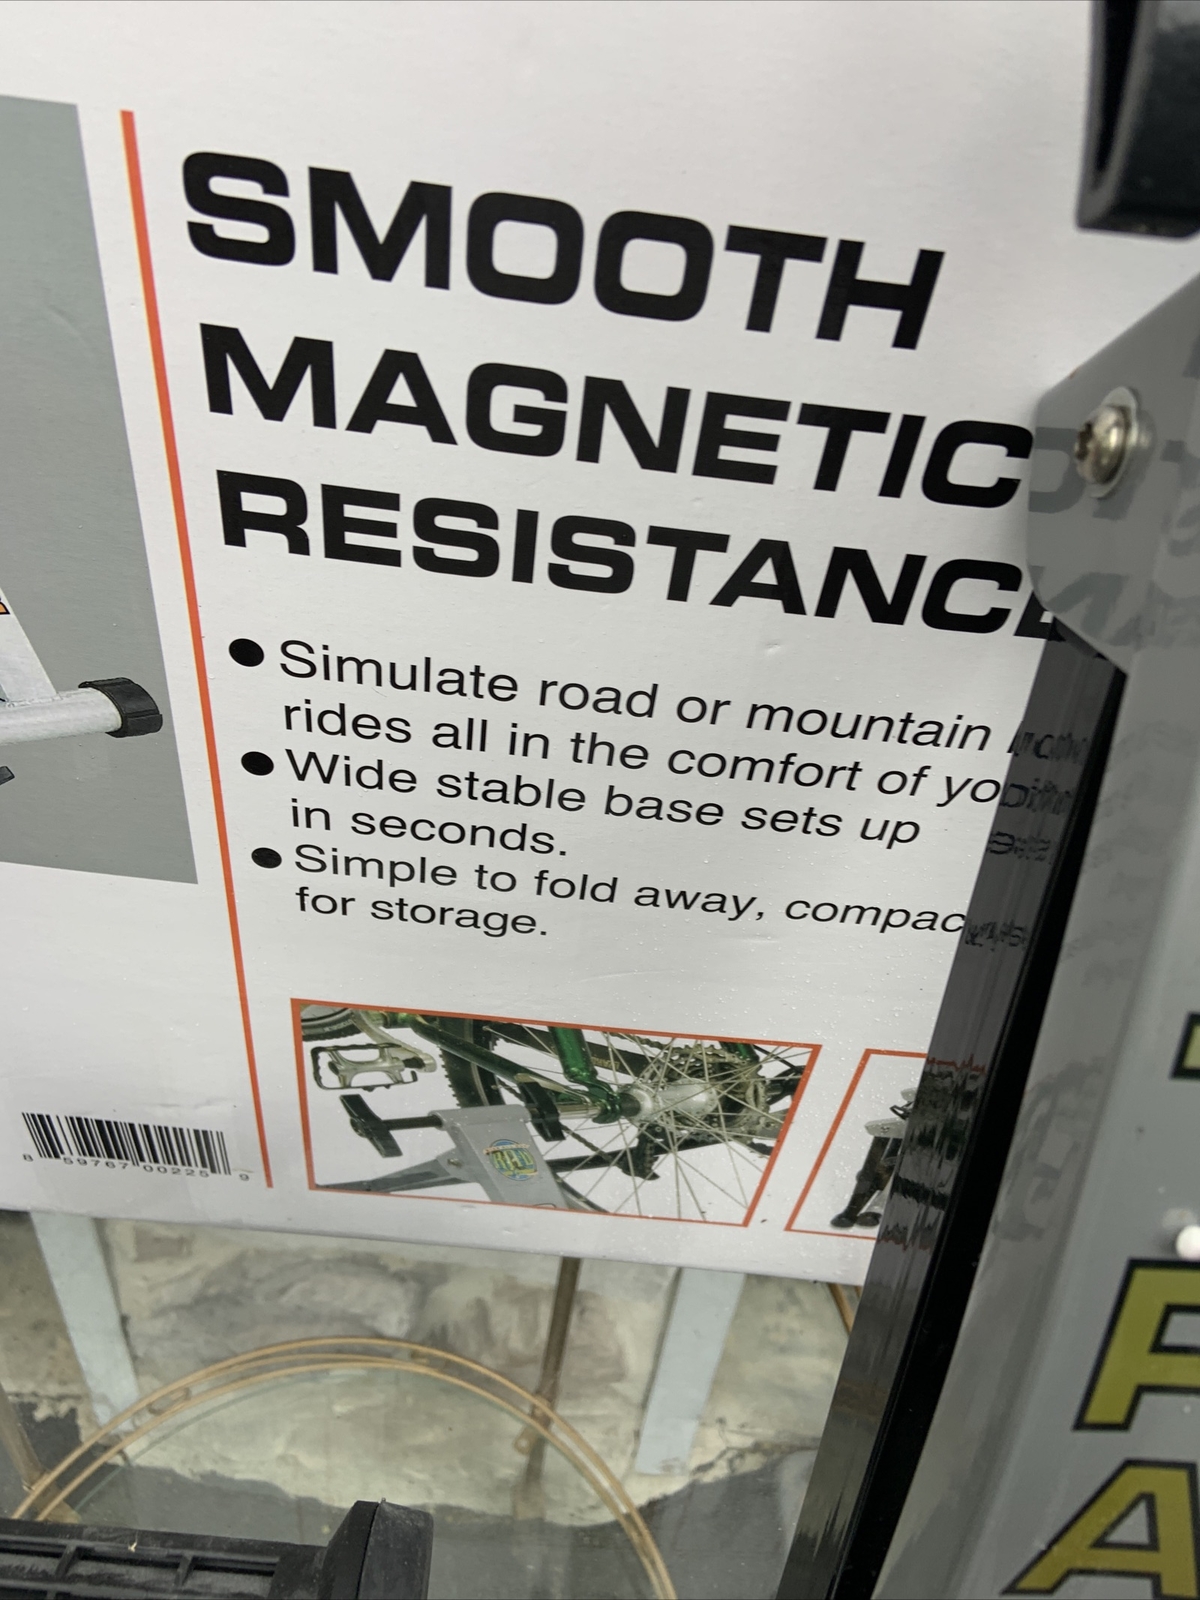 SMOOTH
MAGNETIC
RESISTANCE
● Simulate road or mountain
rides all in the comfort of yo
● Wide stable base sets up
in seconds.
● Simple to fold away, compac
for storage.
8 59767 00225 9
P
A